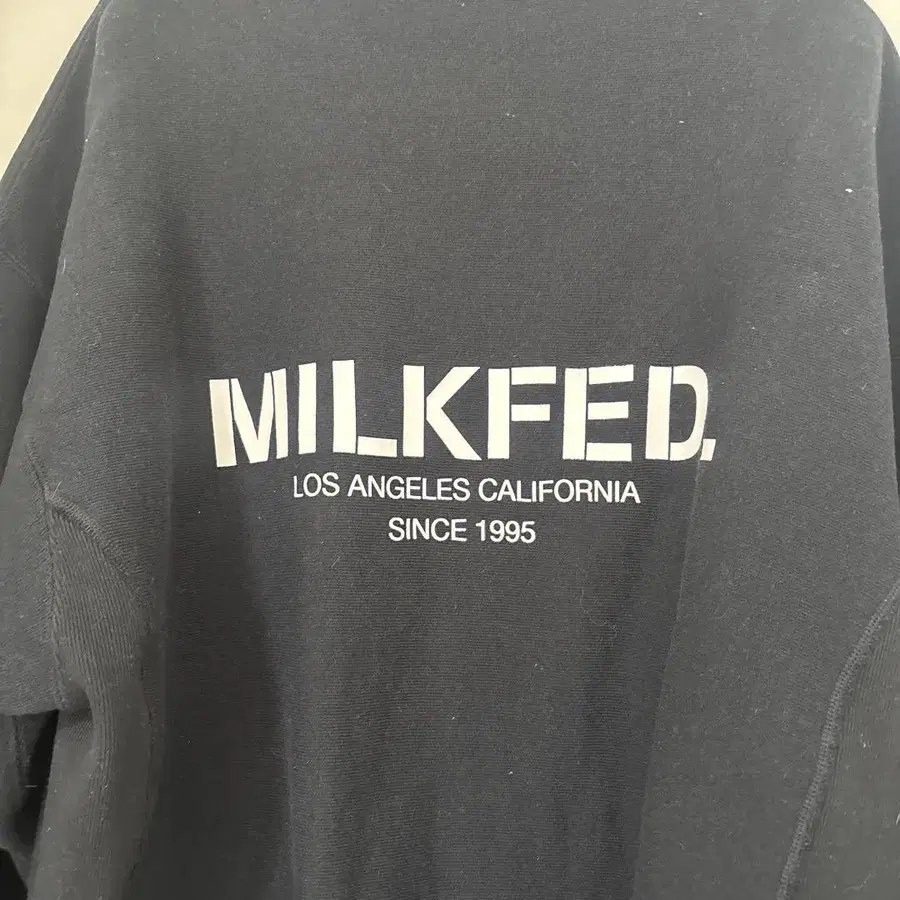 MILKFED.
LOS ANGELES CALIFORNIA
SINCE 1995